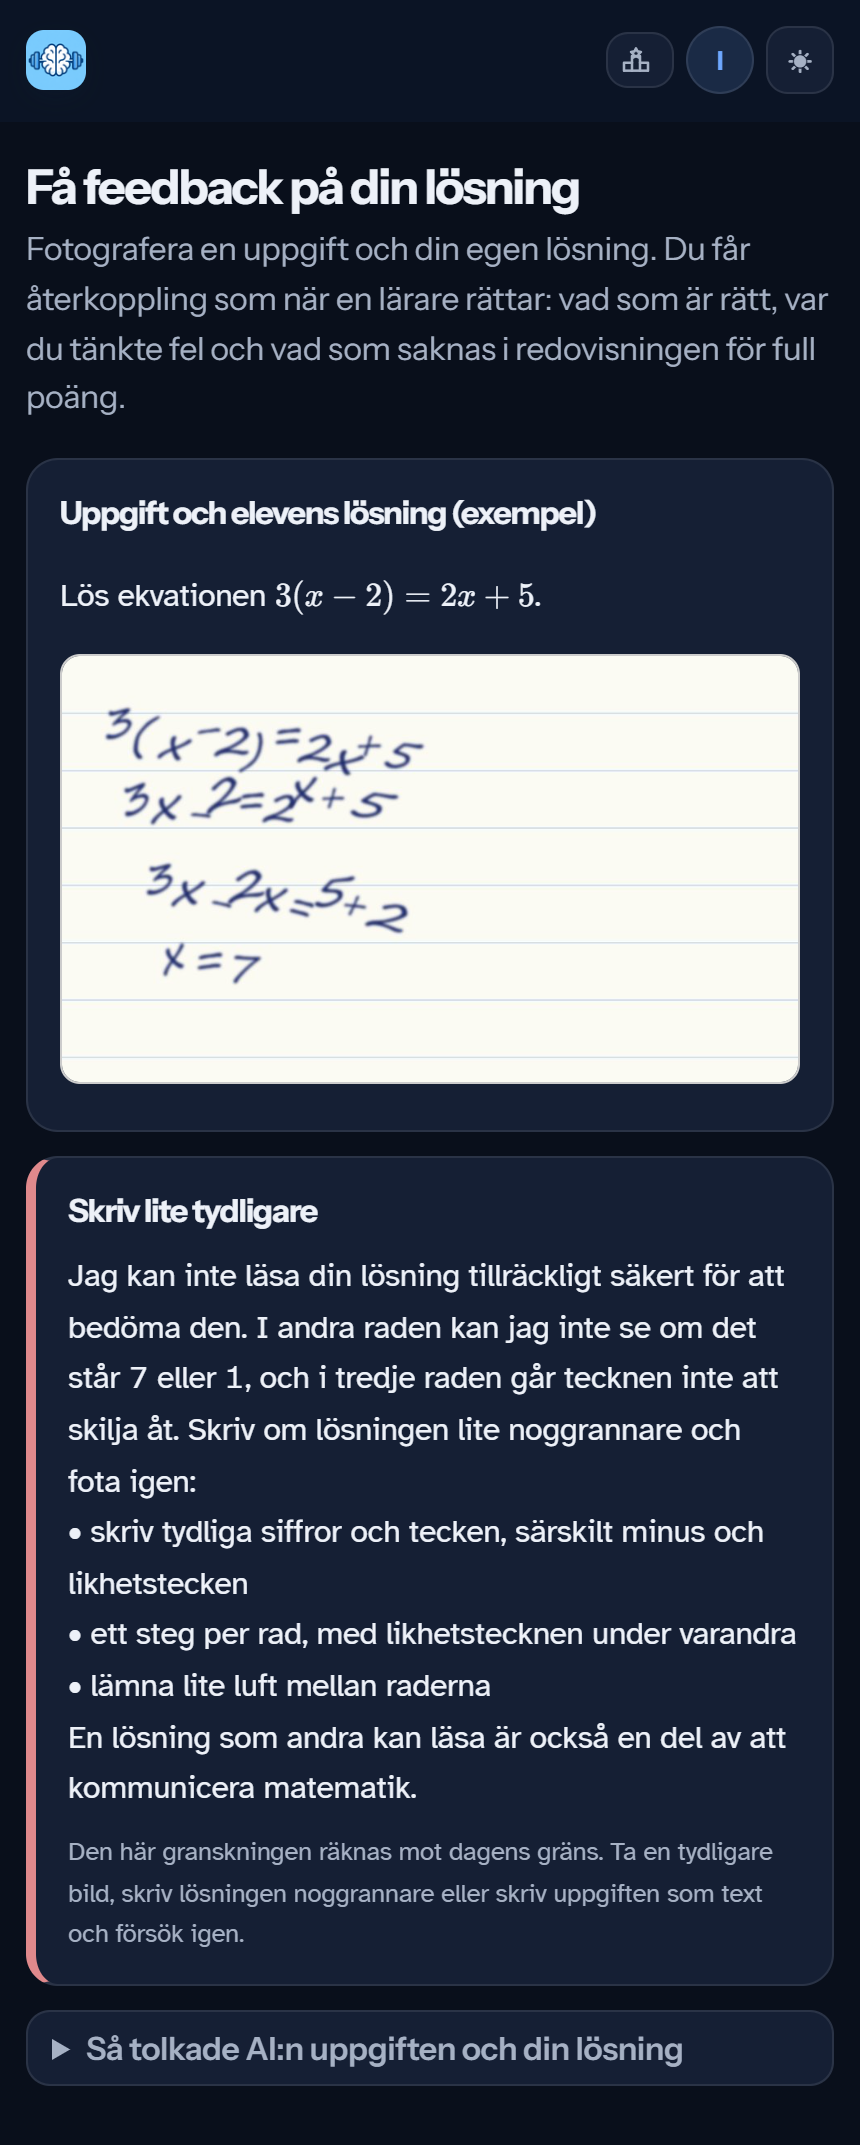 I
Få feedback på din lösning
Fotografera en uppgift och din egen lösning. Du får
återkoppling som när en lärare rättar: vad som är rätt, var
du tänkte fel och vad som saknas i redovisningen för full
poäng.
Uppgift och elevens lösning (exempel)
Lös ekvationen 3(x − 2) = 2x + 5.
3(x-2)=2x+5
3x-2=2x+5
3x-2x=5+2
x=7
Skriv lite tydligare
Jag kan inte läsa din lösning tillräckligt säkert för att
bedöma den. I andra raden kan jag inte se om det
står 7 eller 1, och i tredje raden går tecknen inte att
skilja åt. Skriv om lösningen lite noggrannare och
fota igen:
• skriv tydliga siffror och tecken, särskilt minus och
likhetstecken
• ett steg per rad, med likhetstecknen under varandra
• lämna lite luft mellan raderna
En lösning som andra kan läsa är också en del av att
kommunicera matematik.
Den här granskningen räknas mot dagens gräns. Ta en tydligare
bild, skriv lösningen noggrannare eller skriv uppgiften som text
och försök igen.
Så tolkade AI:n uppgiften och din lösning